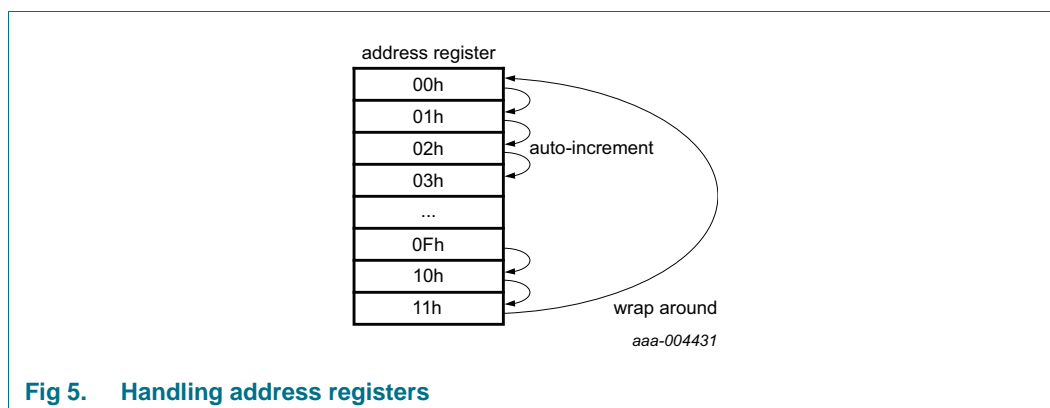 address register
00h
01h
02h
auto-increment
03h
...
0Fh
10h
11h
wrap around
aaa-004431
Fig 5. Handling address registers